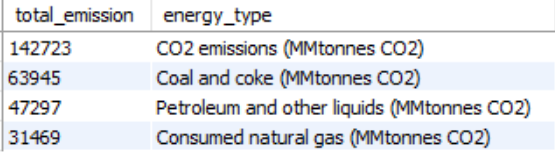 total_emission energy_type
142723 CO2 emissions (MMtonnes CO2)
63945 Coal and coke (MMtonnes CO2)
47297 Petroleum and other liquids (MMtonnes CO2)
31469 Consumed natural gas (MMtonnes CO2)